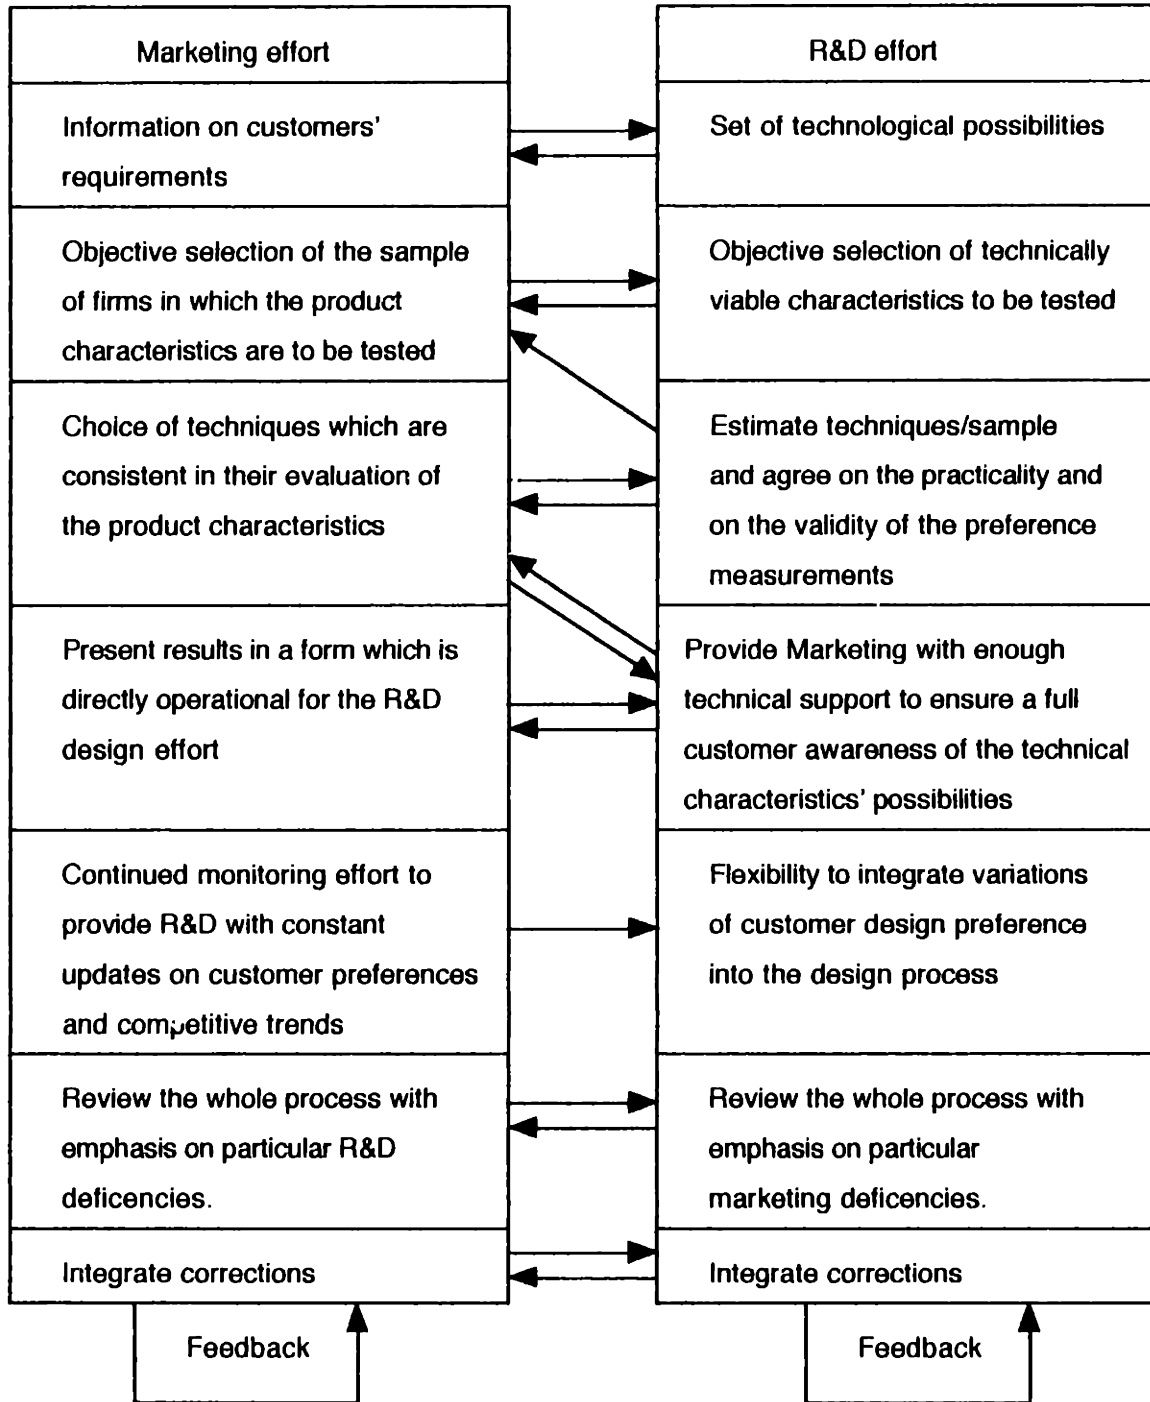 Marketing effort
Information on customers'
requirements
Objective selection of the sample
of firms in which the product
characteristics are to be tested
Choice of techniques which are
consistent in their evaluation of
the product characteristics
Present results in a form which is
directly operational for the R&D
design effort
Continued monitoring effort to
provide R&D with constant
updates on customer preferences
and competitive trends
Review the whole process with
emphasis on particular R&D
deficencies.
Integrate corrections
Feedback
R&D effort
Set of technological possibilities
Objective selection of technically
viable characteristics to be tested
Estimate techniques/sample
and agree on the practicality and
on the validity of the preference
measurements
Provide Marketing with enough
technical support to ensure a full
customer awareness of the technical
characteristics' possibilities
Flexibility to integrate variations
of customer design preference
into the design process
Review the whole process with
emphasis on particular
marketing deficencies.
Integrate corrections
Feedback